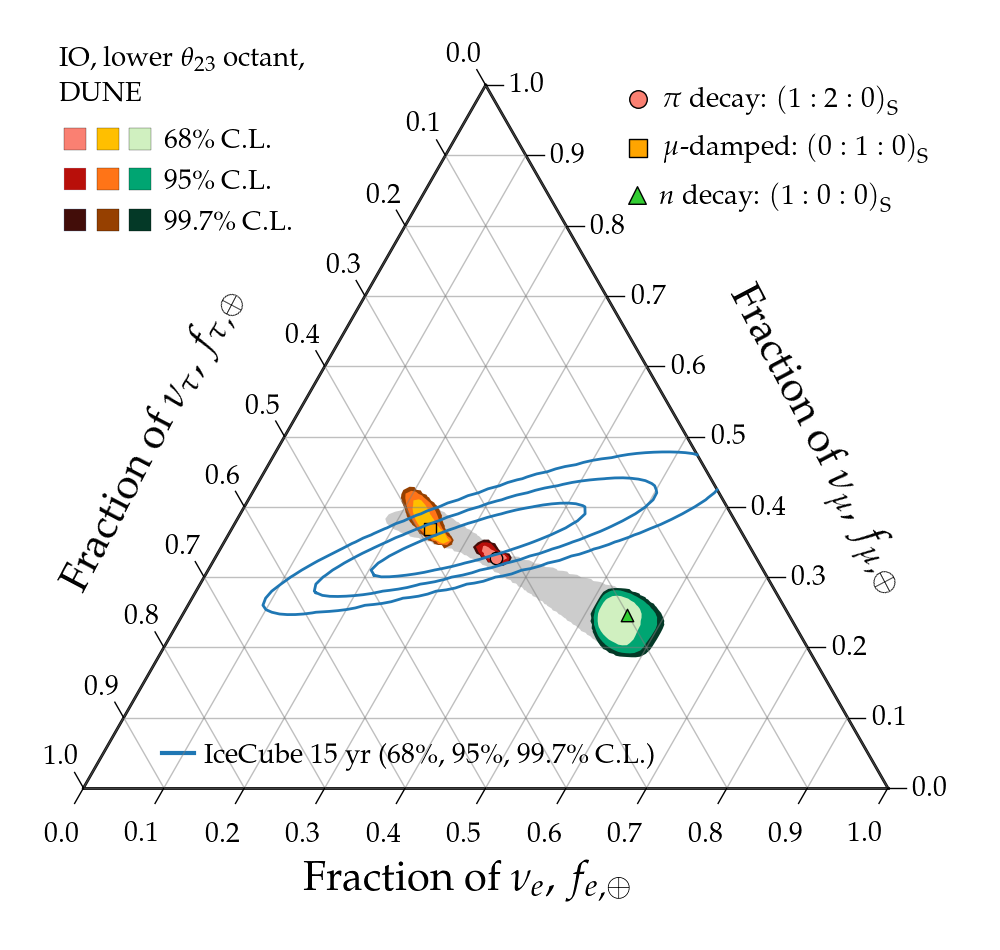 IO, lower θ23 octant,
DUNE
68% C.L.
95% C.L.
99.7% C.L.
π decay: (1 : 2 : 0)S
μ-damped: (0 : 1 : 0)S
n decay: (1 : 0 : 0)S
0.0
0.1
0.2
0.3
0.4
0.5
0.6
0.7
0.8
0.9
1.0
Fraction of ντ, fτ,⊕
1.0
0.9
0.8
0.7
0.6
0.5
0.4
0.3
0.2
0.1
0.0
Fraction of νμ, fμ,⊕
IceCube 15 yr (68%, 95%, 99.7% C.L.)
0.0 0.1 0.2 0.3 0.4 0.5 0.6 0.7 0.8 0.9 1.0
Fraction of νe, fe,⊕